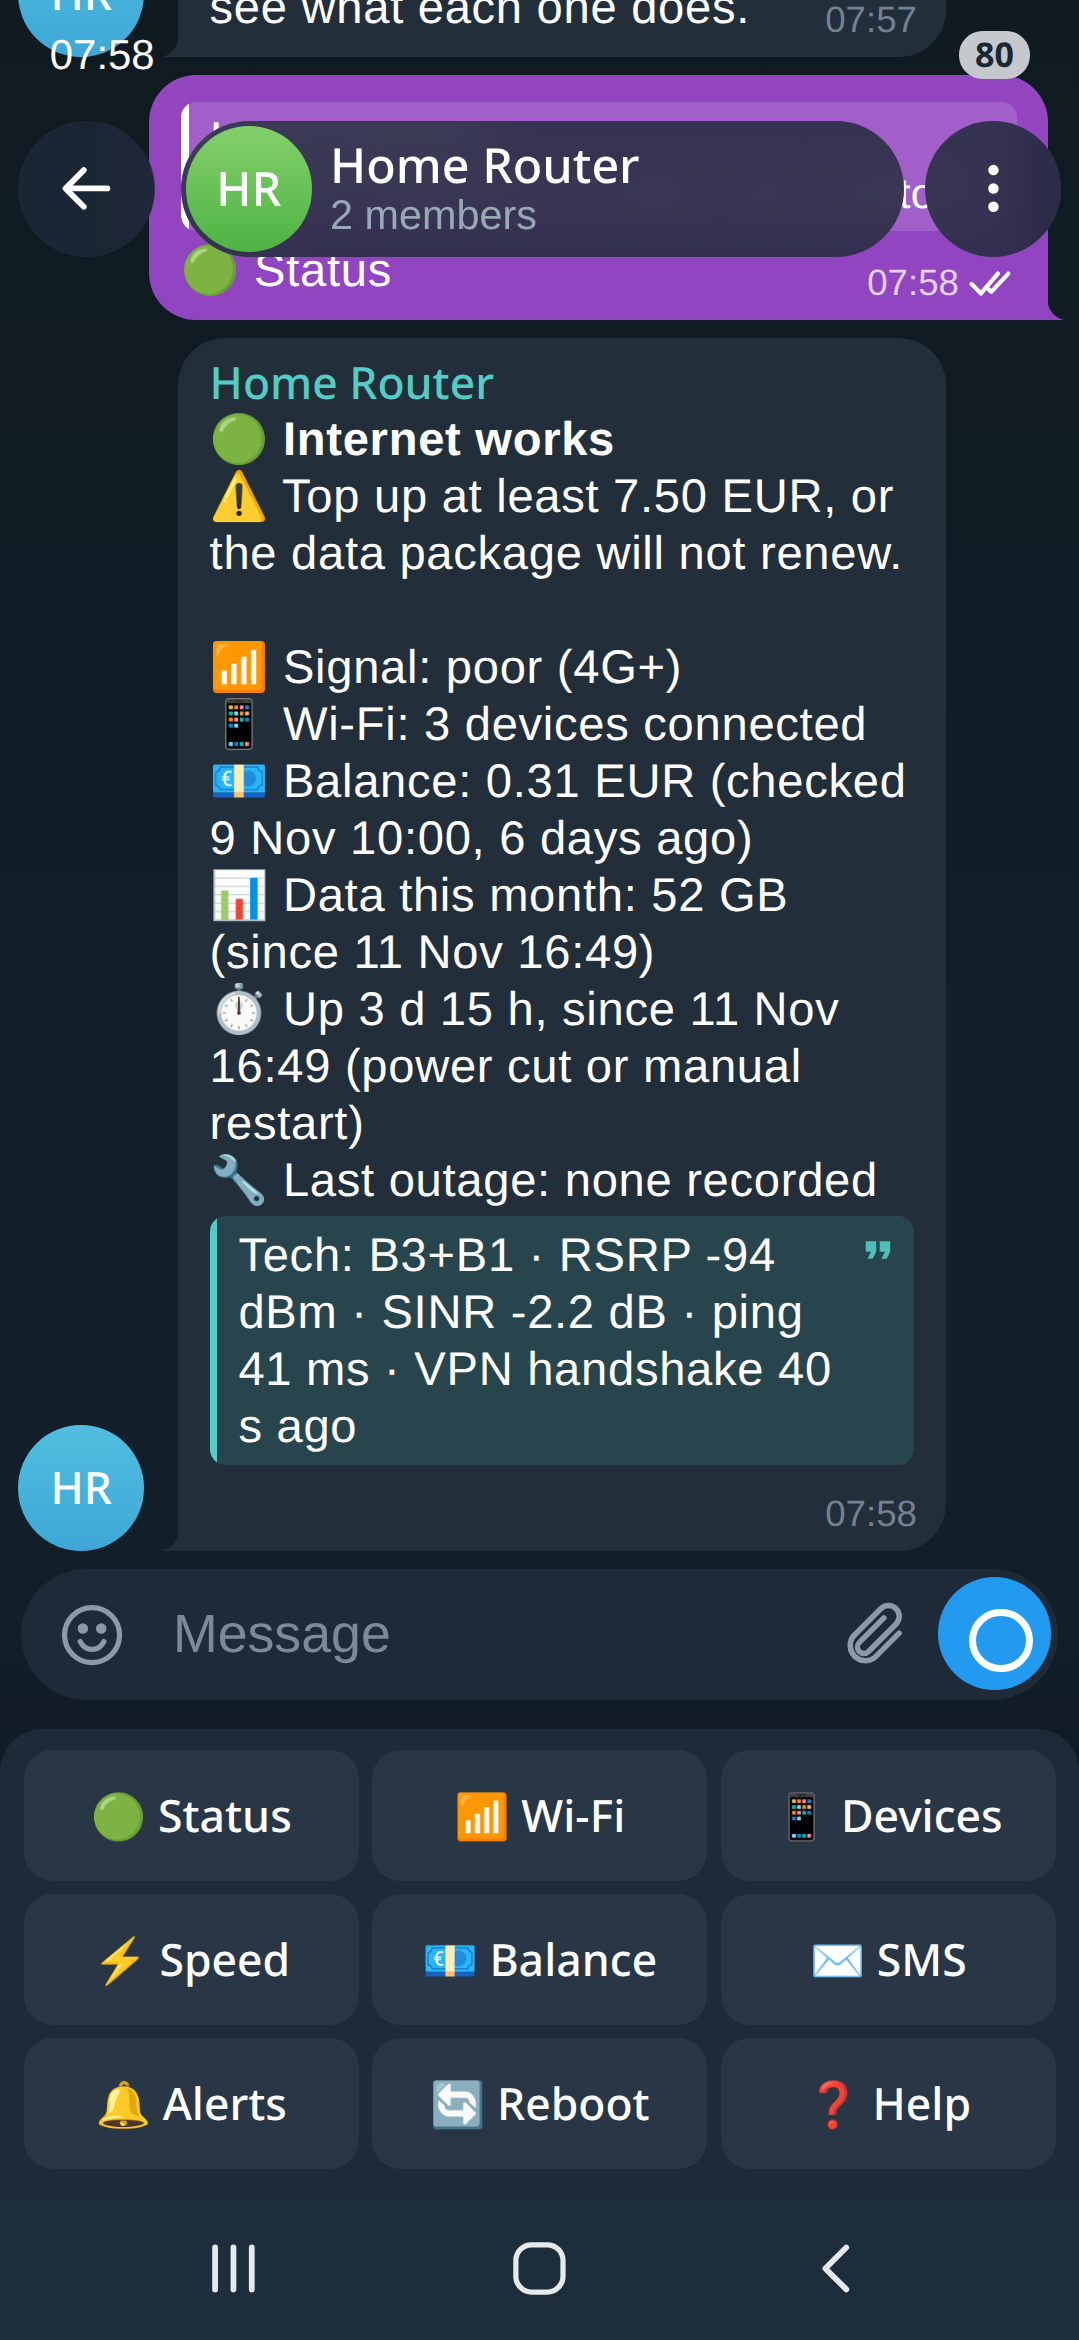 HR
see what each one does.
07:57
07:58
80
HR
Home Router
2 members
🟢 Status
07:58
Home Router
🟢 Internet works
⚠️ Top up at least 7.50 EUR, or
the data package will not renew.
📶 Signal: poor (4G+)
📱 Wi-Fi: 3 devices connected
💶 Balance: 0.31 EUR (checked
9 Nov 10:00, 6 days ago)
📊 Data this month: 52 GB
(since 11 Nov 16:49)
⏱️ Up 3 d 15 h, since 11 Nov
16:49 (power cut or manual
restart)
🔧 Last outage: none recorded
Tech: B3+B1 · RSRP -94
dBm · SINR -2.2 dB · ping
41 ms · VPN handshake 40
s ago
HR
07:58
Message
🟢 Status
📶 Wi-Fi
📱 Devices
⚡ Speed
💶 Balance
✉️ SMS
🔔 Alerts
🔄 Reboot
❓ Help